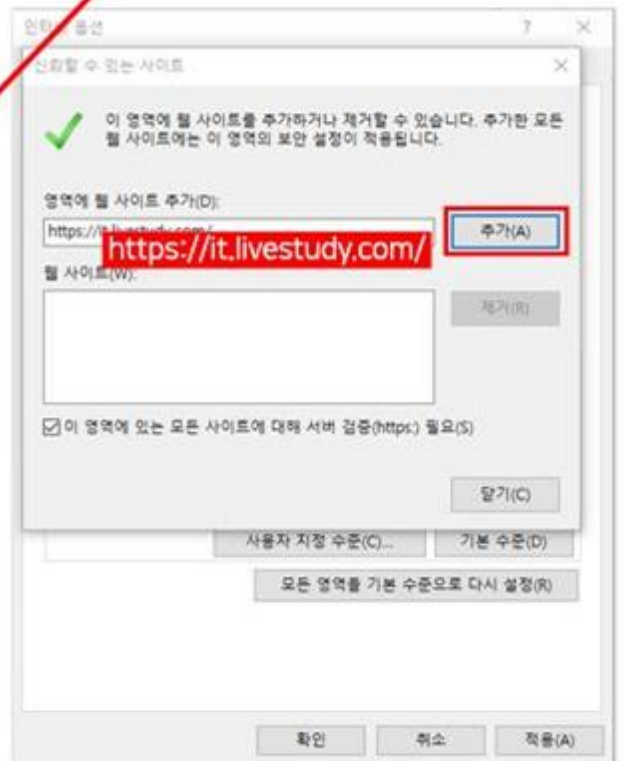 인터넷 옵션
신뢰할 수 있는 사이트
이 영역에 웹 사이트를 추가하거나 제거할 수 있습니다. 추가한 모든
웹 사이트에는 이 영역의 보안 설정이 적용됩니다.
영역에 웹 사이트 추가(D):
https://it.livestudy.com/
추가(A)
https://it.livestudy.com/
웹 사이트(W):
제거(R)
이 영역에 있는 모든 사이트에 대해 서버 검증(https:) 필요(S)
닫기(C)
사용자 지정 수준(C)... 기본 수준(D)
모든 영역을 기본 수준으로 다시 설정(R)
확인 취소 적용(A)